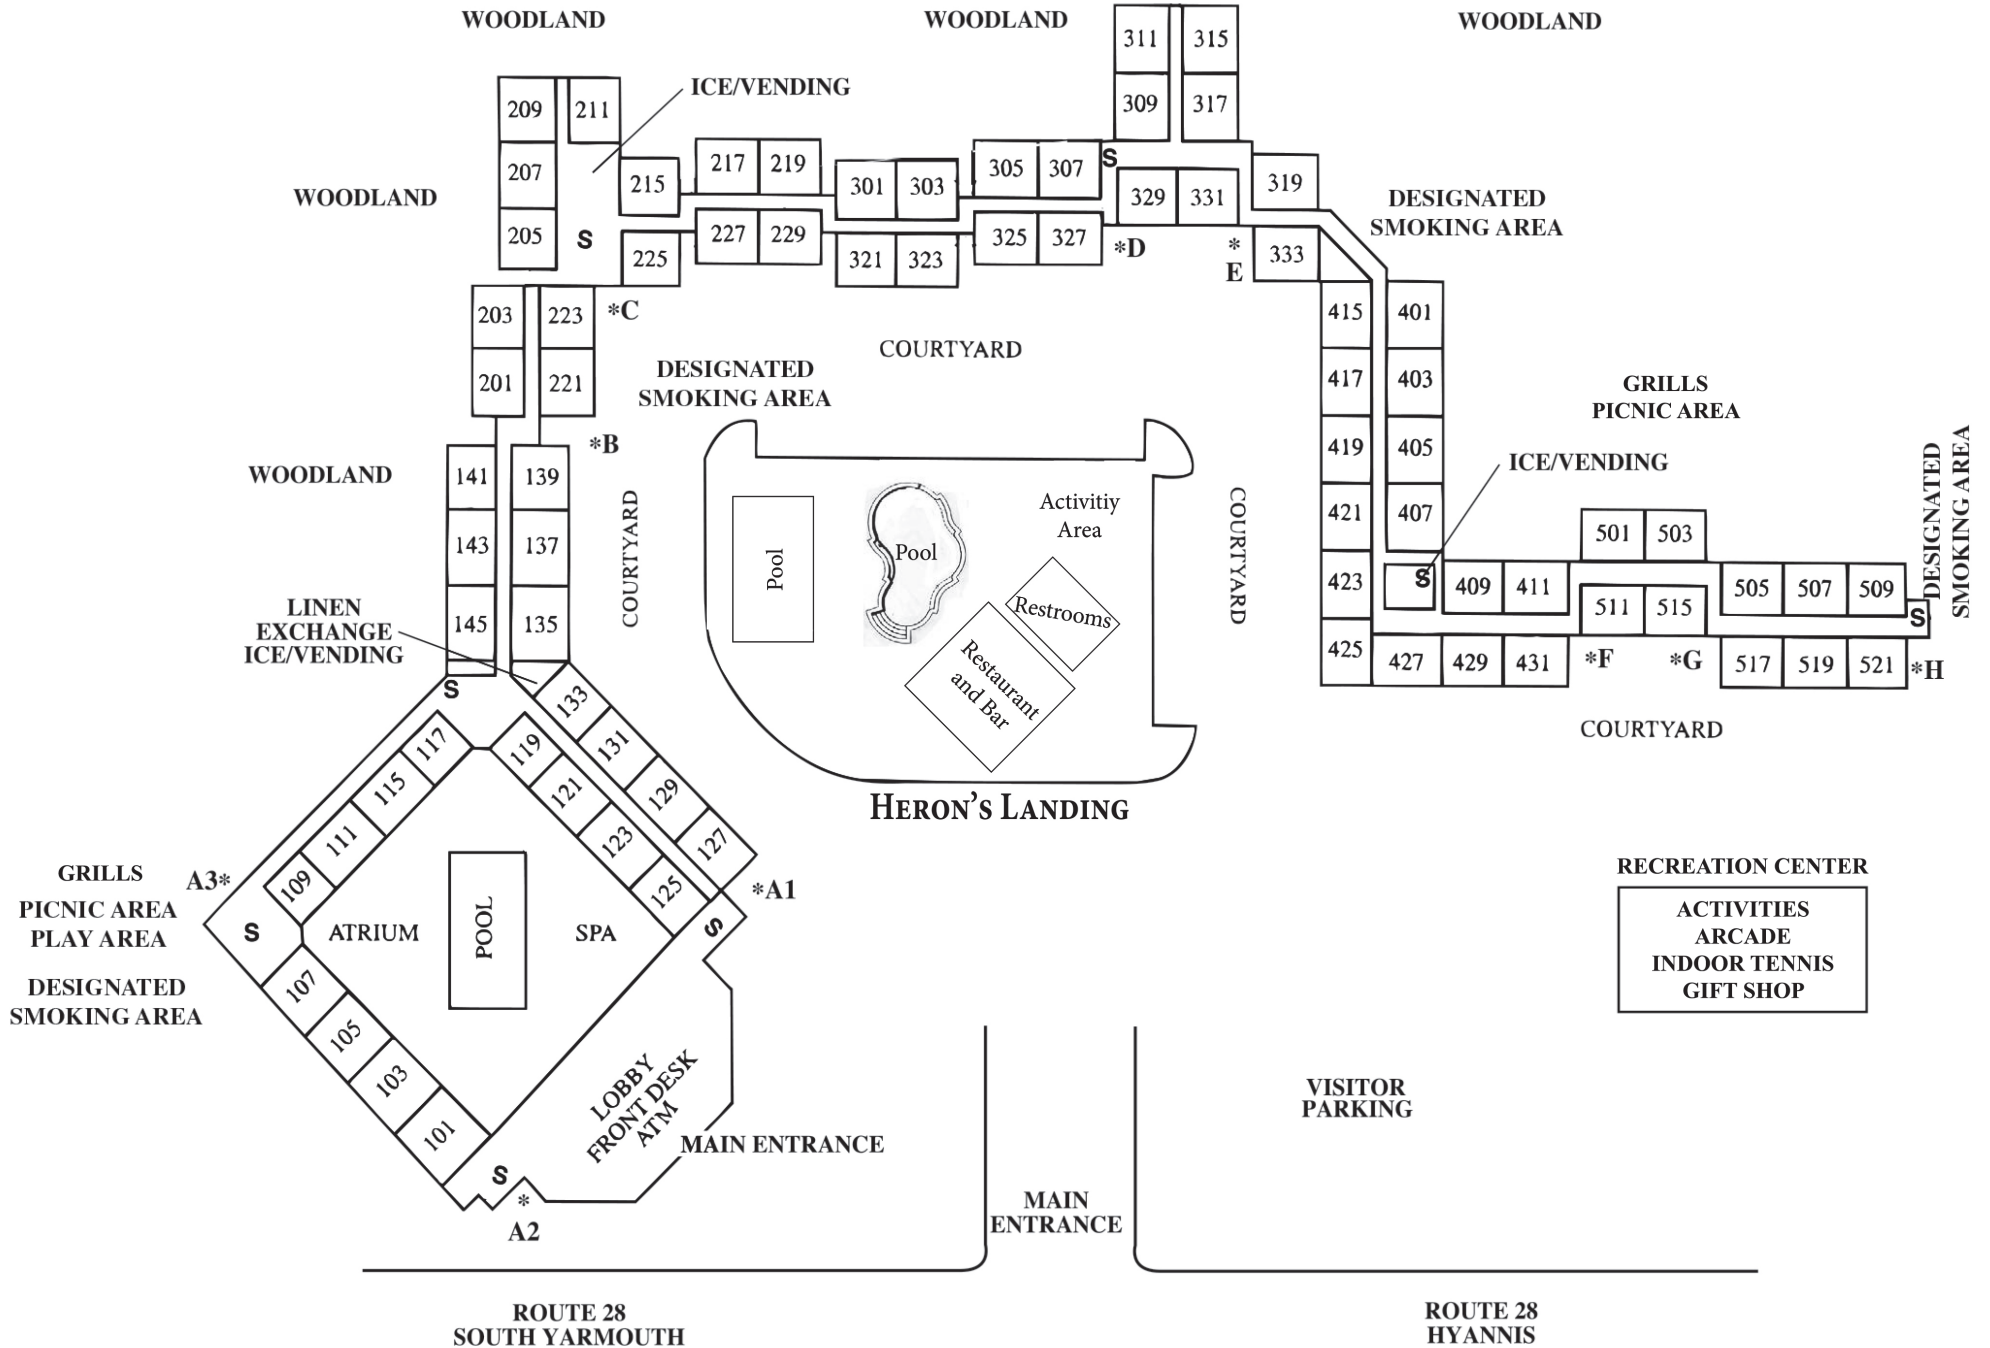 WOODLAND
WOODLAND
WOODLAND
311
315
309
317
209
211
ICE/VENDING
207
205
S
215
217
219
227
229
225
301
303
321
323
305
307
325
327
S
329
331
319
333
*D
*
E
WOODLAND
DESIGNATED
SMOKING AREA
203
223
*C
201
221
COURTYARD
DESIGNATED
SMOKING AREA
*B
WOODLAND
141
139
143
137
145
135
COURTYARD
LINEN
EXCHANGE
ICE/VENDING
S
Pool
Pool
Activitiy
Area
Restrooms
Restaurant
and Bar
HERON'S LANDING
COURTYARD
415
401
417
403
419
405
421
407
423
S
425
427
409
411
429
431
GRILLS
PICNIC AREA
ICE/VENDING
501
503
511
515
505
507
509
S
*F
*G
517
519
521
*H
DESIGNATED
SMOKING AREA
COURTYARD
133
131
129
127
117
119
115
121
111
123
109
125
A3*
*A1
GRILLS
PICNIC AREA
PLAY AREA
S
ATRIUM
POOL
SPA
S
DESIGNATED
SMOKING AREA
107
105
103
101
LOBBY
FRONT DESK
ATM
MAIN ENTRANCE
S
*
A2
RECREATION CENTER
ACTIVITIES
ARCADE
INDOOR TENNIS
GIFT SHOP
VISITOR
PARKING
MAIN
ENTRANCE
ROUTE 28
SOUTH YARMOUTH
ROUTE 28
HYANNIS